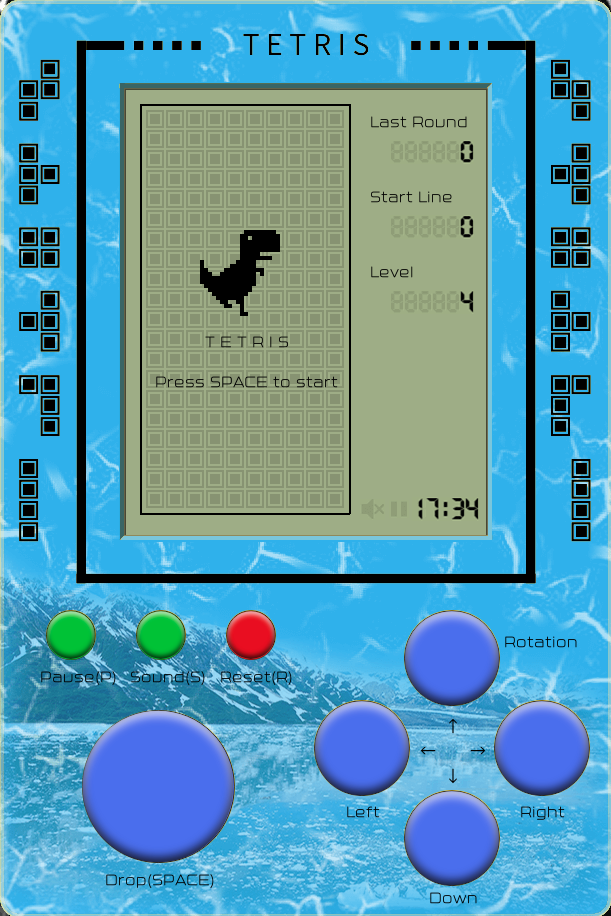 TETRIS
Last Round
0
Start Line
0
Level
4
TETRIS
Press SPACE to start
17:34
Pause(P) Sound(S) Reset(R)
Rotation
↑
← →
↓
Left Right
Drop(SPACE)
Down